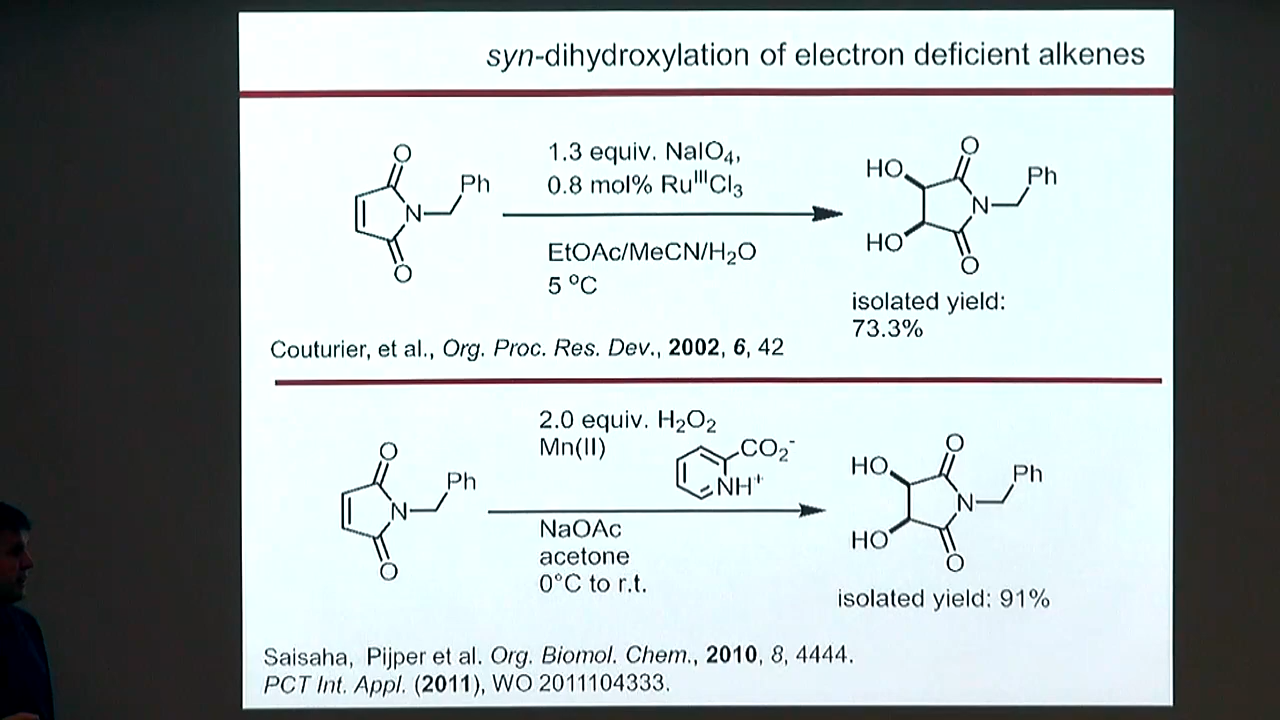 syn-dihydroxylation of electron deficient alkenes
O
N
Ph
O
1.3 equiv. NaIO4,
0.8 mol% RuIIICl3
EtOAc/MeCN/H2O
5 oC
HO
HO
O
N
Ph
O
isolated yield:
73.3%
Couturier, et al., Org. Proc. Res. Dev., 2002, 6, 42
O
N
Ph
O
2.0 equiv. H2O2
Mn(II)
CO2-
NH+
NaOAc
acetone
0°C to r.t.
HO
HO
O
N
Ph
O
isolated yield: 91%
Saisaha, Pijper et al. Org. Biomol. Chem., 2010, 8, 4444.
PCT Int. Appl. (2011), WO 2011104333.